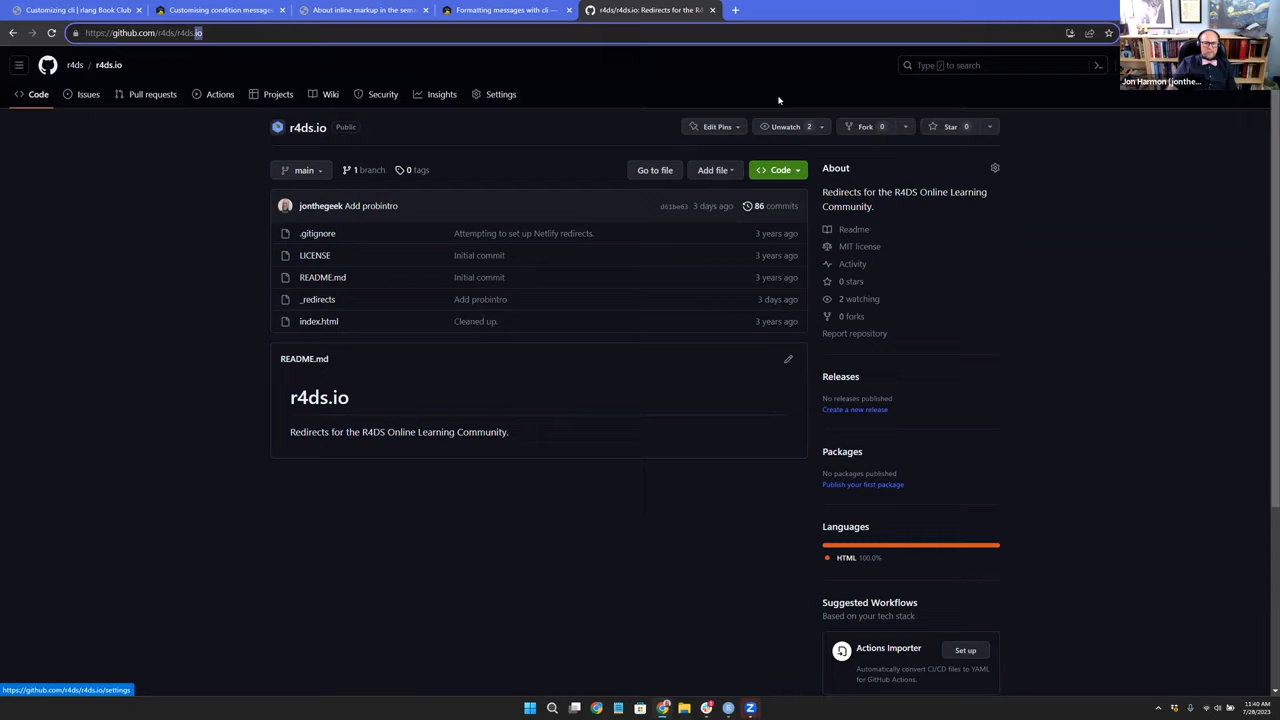 Customizing cli | rlang Book Club
Customising condition messages
About inline markup in the sema
Formatting messages with cli —
r4ds/r4ds.io: Redirects for the R4
https://github.com/r4ds/r4ds.io
r4ds / r4ds.io
Type / to search
Jon Harmon (jonthe...
Code
Issues
Pull requests
Actions
Projects
Wiki
Security
Insights
Settings
r4ds.io
Public
Edit Pins
Unwatch 2
Fork 0
Star 0
main
1 branch
0 tags
Go to file
Add file
Code
jonthegeek Add probintro
d61be63 3 days ago
86 commits
.gitignore Attempting to set up Netlify redirects. 3 years ago
LICENSE Initial commit 3 years ago
README.md Initial commit 3 years ago
_redirects Add probintro 3 days ago
index.html Cleaned up. 3 years ago
README.md
r4ds.io
Redirects for the R4DS Online Learning Community.
About
Redirects for the R4DS Online Learning
Community.
Readme
MIT license
Activity
0 stars
2 watching
0 forks
Report repository
Releases
No releases published
Create a new release
Packages
No packages published
Publish your first package
Languages
HTML 100.0%
Suggested Workflows
Based on your tech stack
Actions Importer
Set up
Automatically convert CI/CD files to YAML
for GitHub Actions.
https://github.com/r4ds/r4ds.io/settings
11:40 AM
7/28/2023